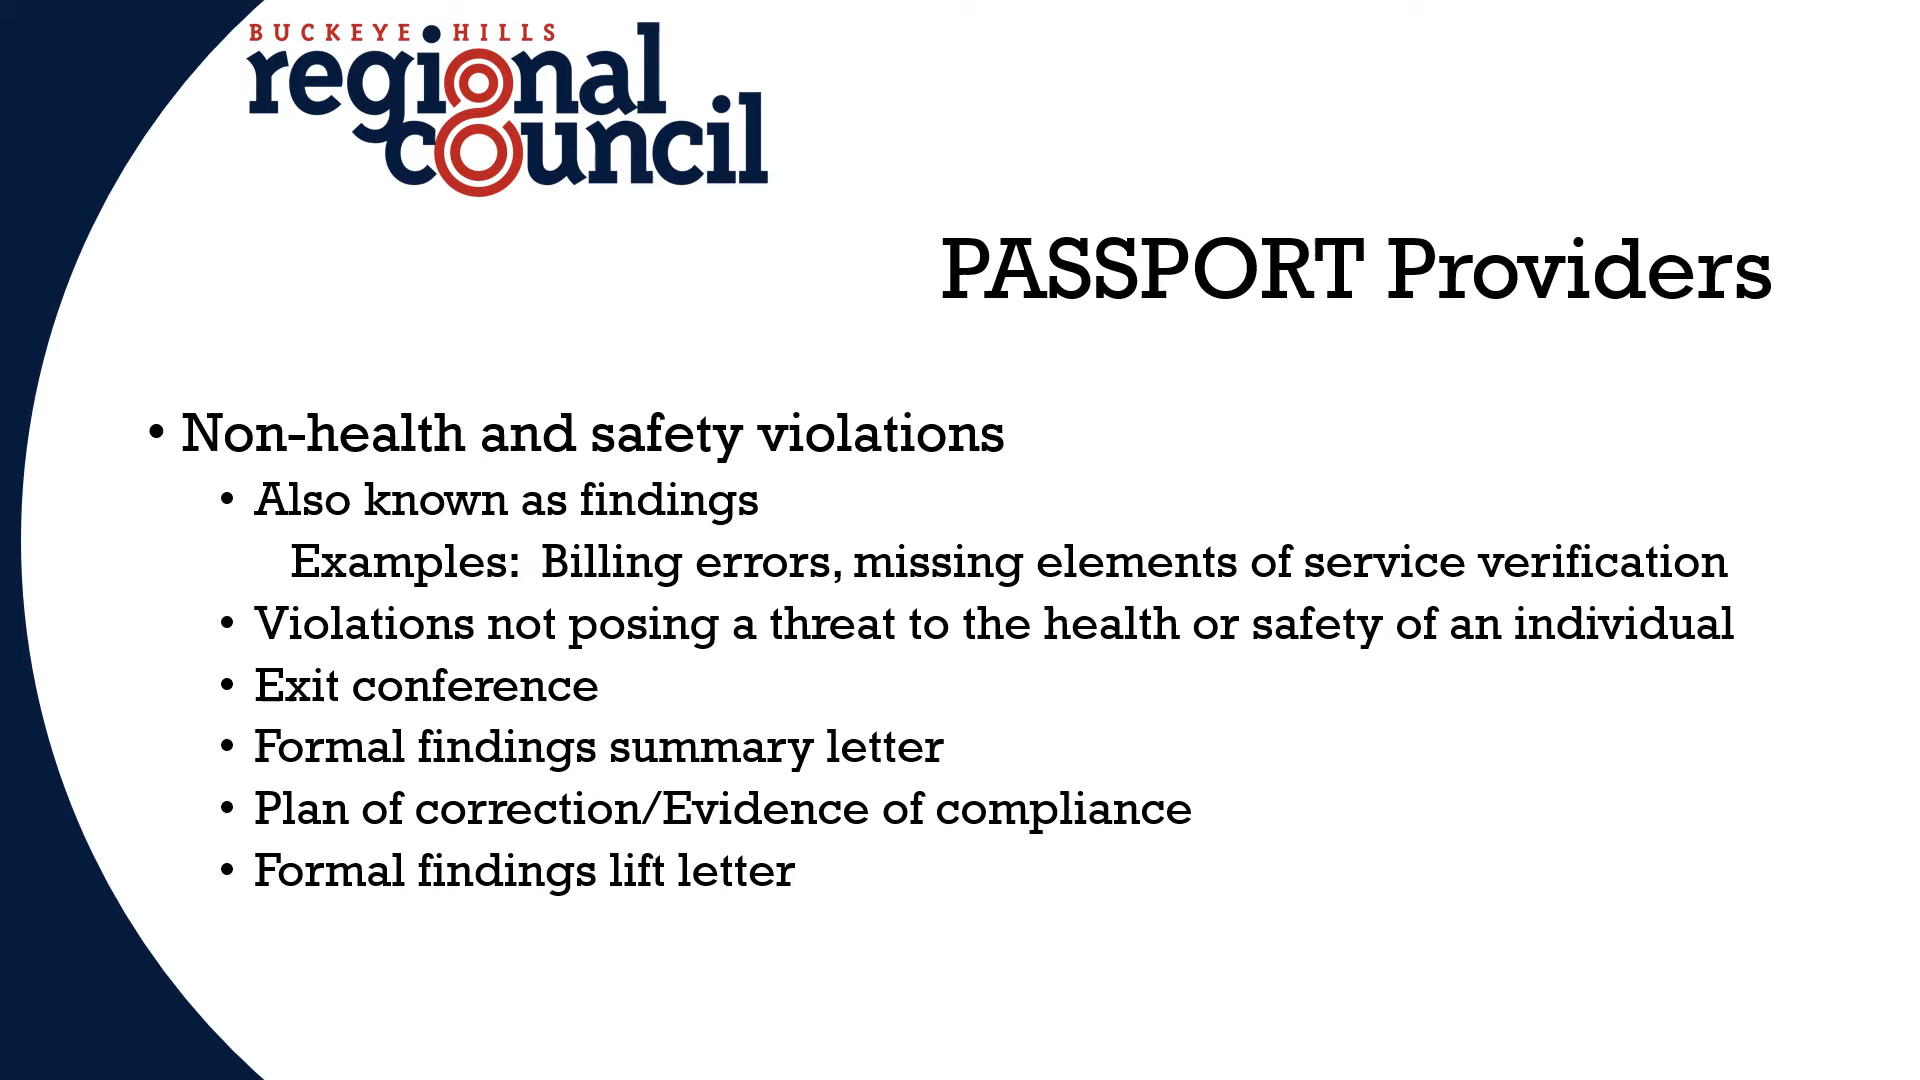 BUCKEYE HILLS
regional
council
PASSPORT Providers
• Non-health and safety violations
• Also known as findings
Examples: Billing errors, missing elements of service verification
• Violations not posing a threat to the health or safety of an individual
• Exit conference
• Formal findings summary letter
• Plan of correction/Evidence of compliance
• Formal findings lift letter